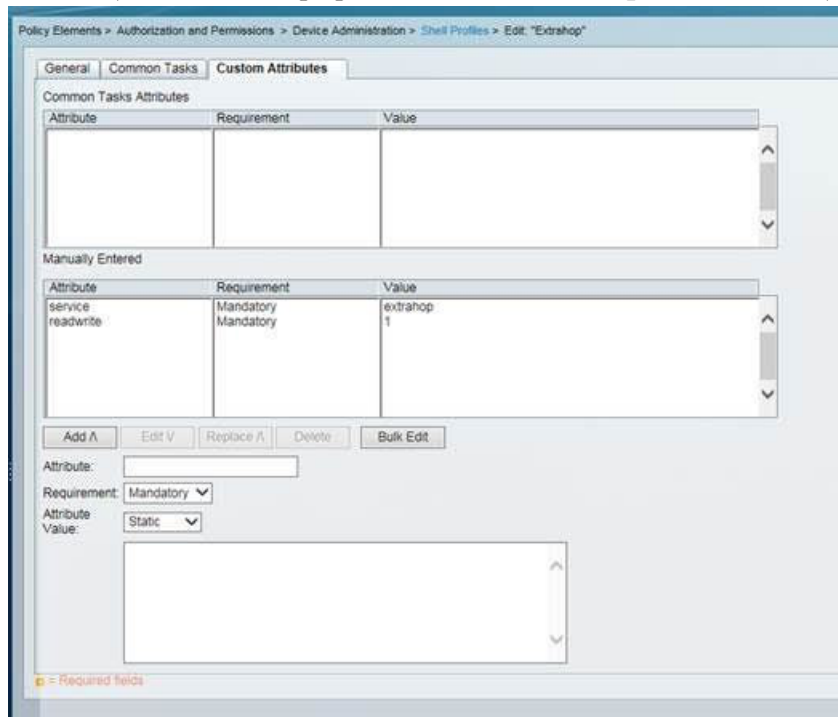 Policy Elements > Authorization and Permissions > Device Administration > Shell Profiles > Edit: "Extrahop"
General Common Tasks Custom Attributes
Common Tasks Attributes
Attribute Requirement Value
Manually Entered
Attribute Requirement Value
service Mandatory extrahop
readwrite Mandatory 1
Add /\ Edit V Replace /\ Delete Bulk Edit
Attribute:
Requirement: Mandatory
Attribute Value: Static
= Required fields